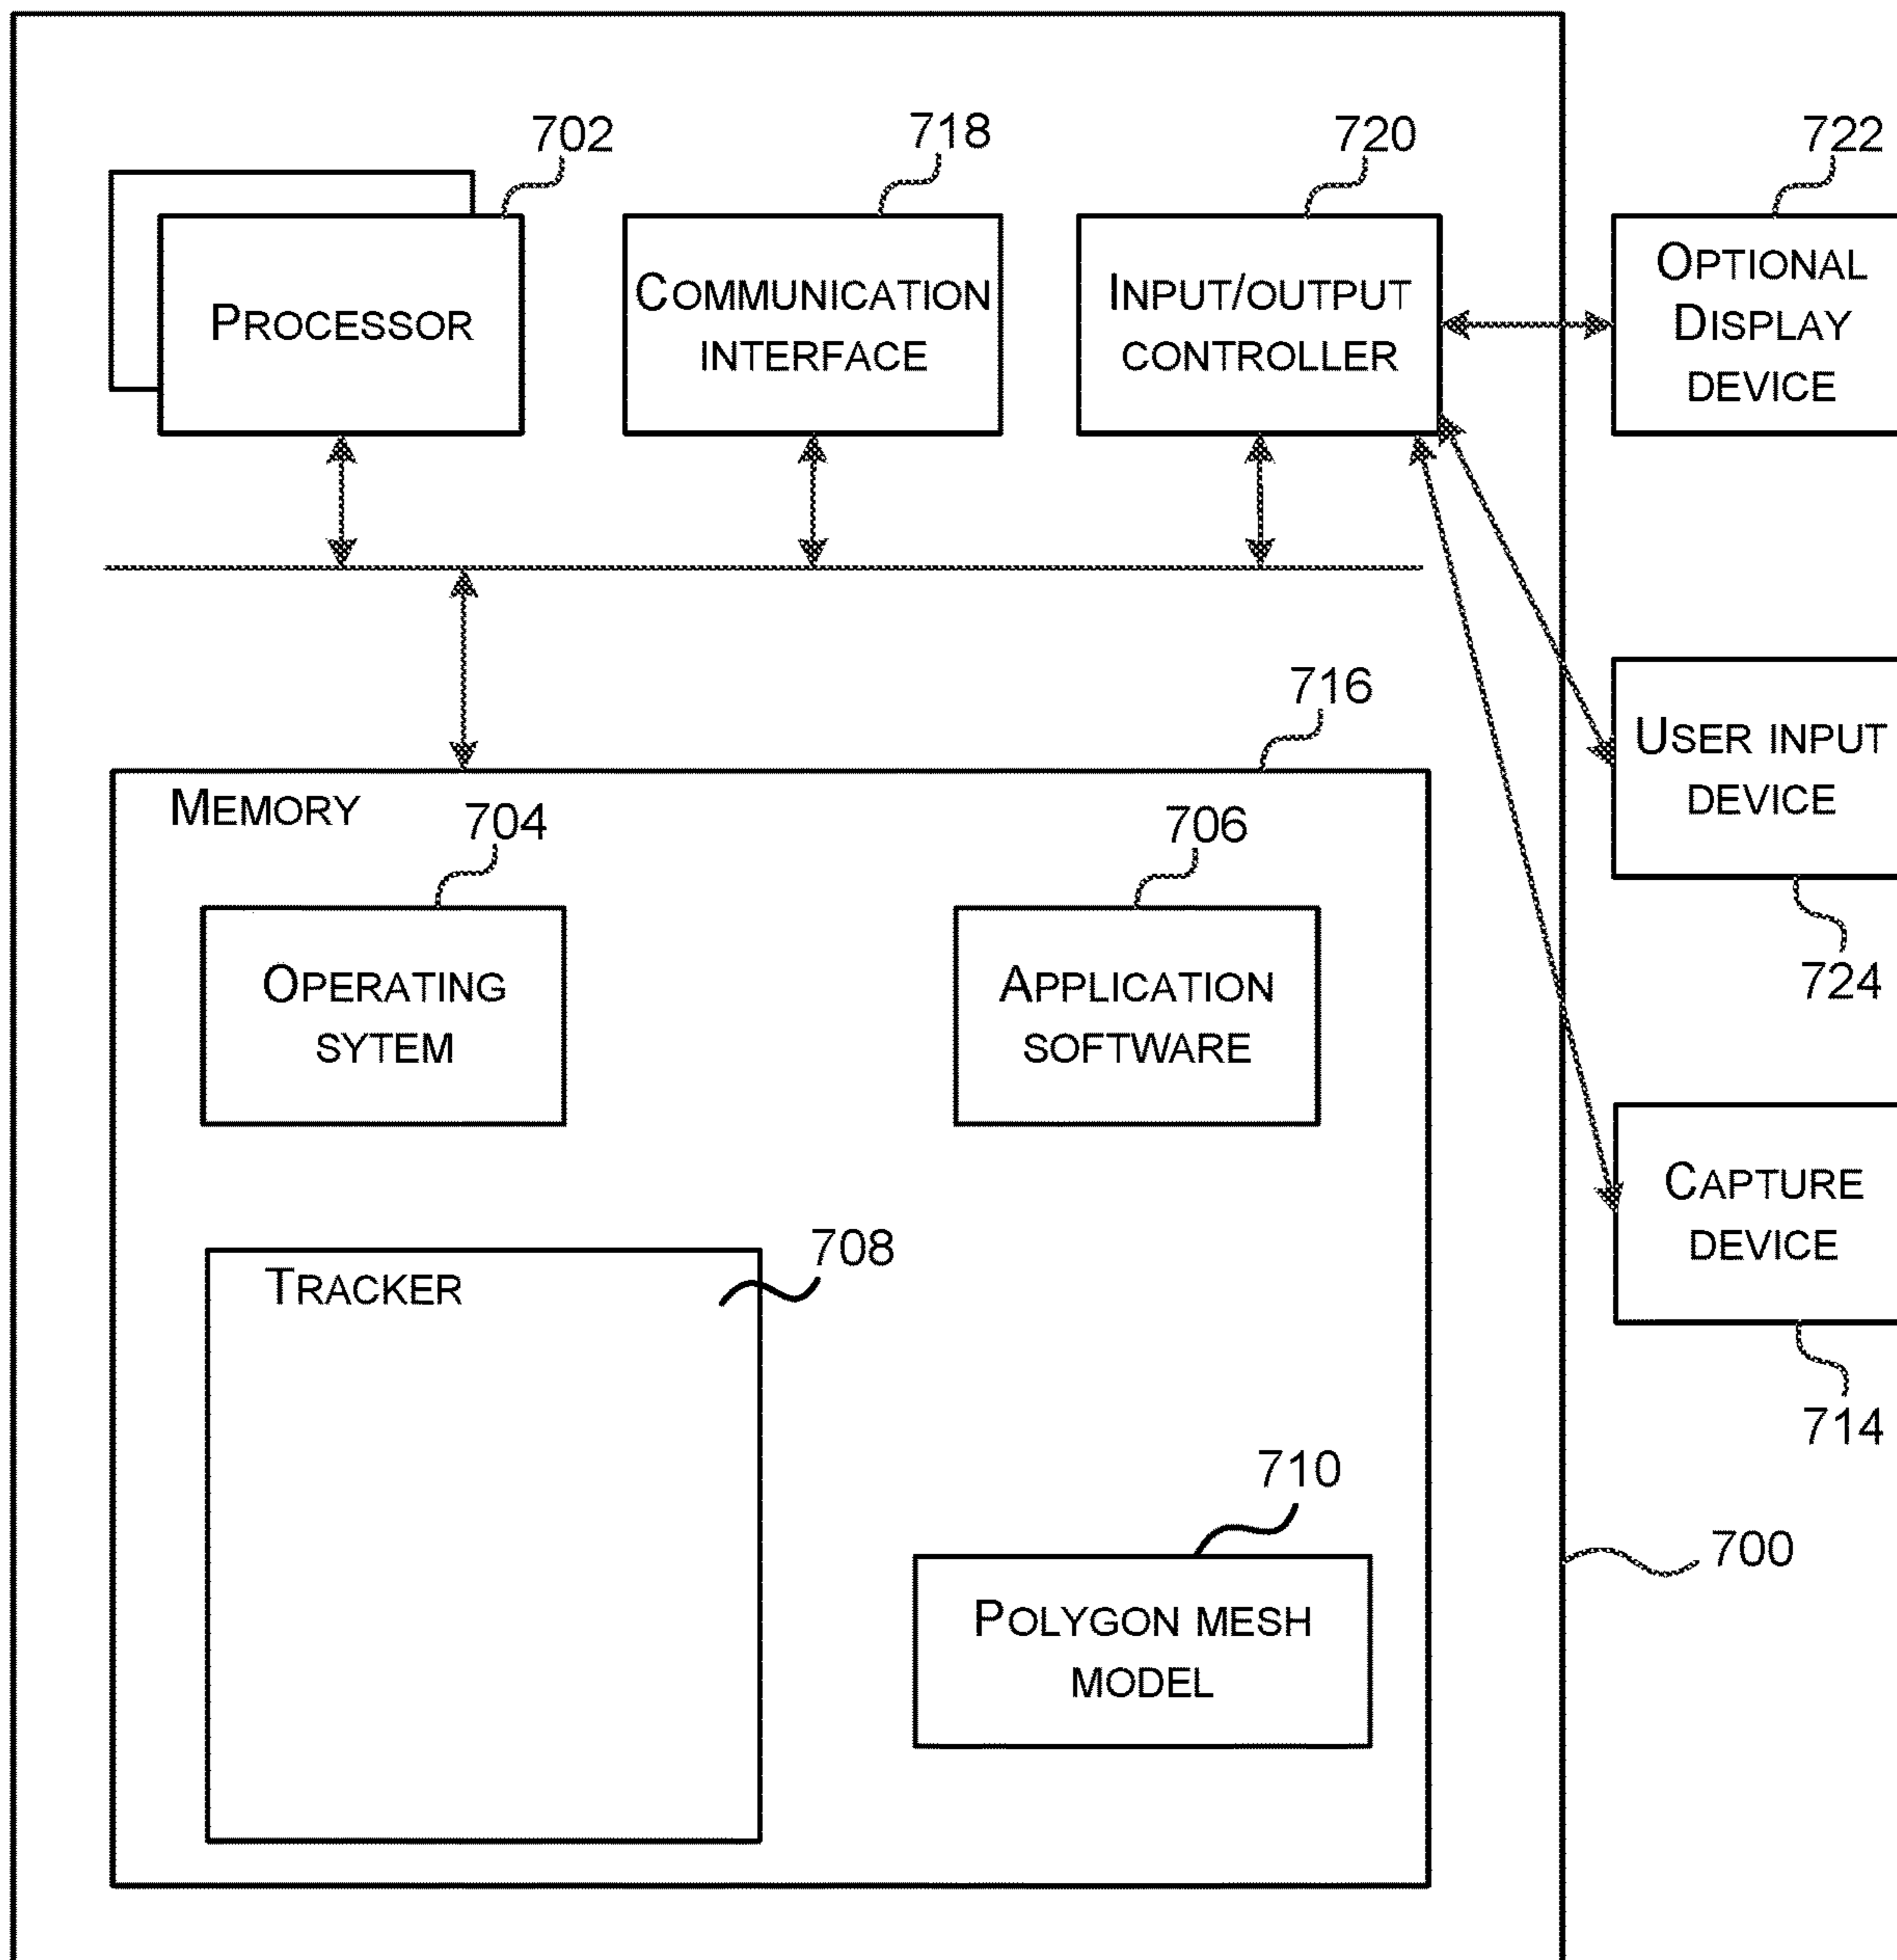 702
718
720
722
PROCESSOR
COMMUNICATION
INTERFACE
INPUT/OUTPUT
CONTROLLER
OPTIONAL
DISPLAY
DEVICE
716
USER INPUT
DEVICE
724
MEMORY
704
706
OPERATING
SYTEM
APPLICATION
SOFTWARE
CAPTURE
DEVICE
714
TRACKER
708
710
POLYGON MESH
MODEL
700